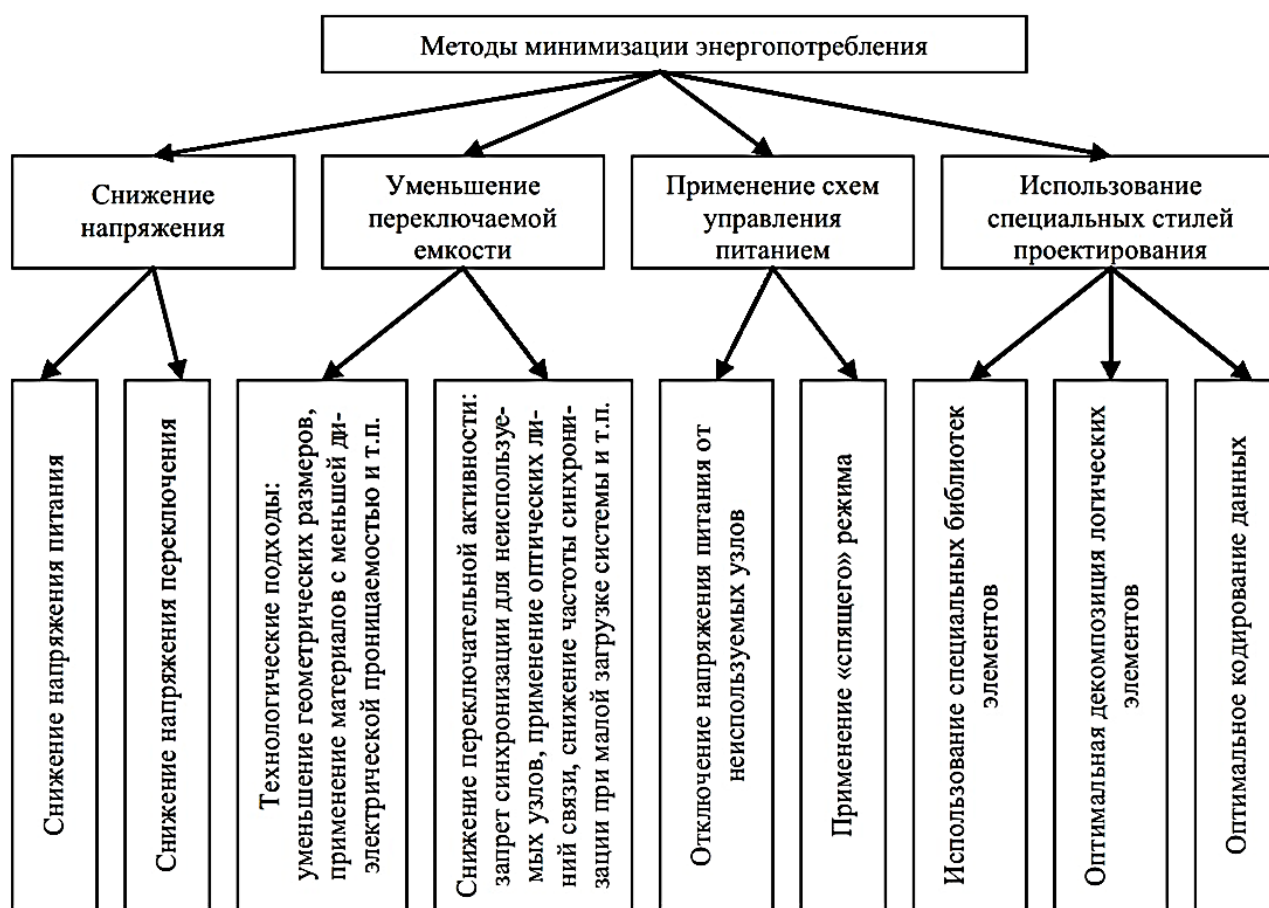 Методы минимизации энергопотребления
Снижение
напряжения
Уменьшение
переключаемой
емкости
Применение схем
управления
питанием
Использование
специальных стилей
проектирования
Снижение напряжения питания
Снижение напряжения переключения
Технологические подходы:
уменьшение геометрических размеров,
применение материалов с меньшей ди-
электрической проницаемостью и т.п.
Снижение переключательной активности:
запрет синхронизации для неиспользуе-
мых узлов, применение оптических ли-
ний связи, снижение частоты синхрони-
зации при малой загрузке системы и т.п.
Отключение напряжения питания от
неиспользуемых узлов
Применение «спящего» режима
Использование специальных библиотек
элементов
Оптимальная декомпозиция логических
элементов
Оптимальное кодирование данных